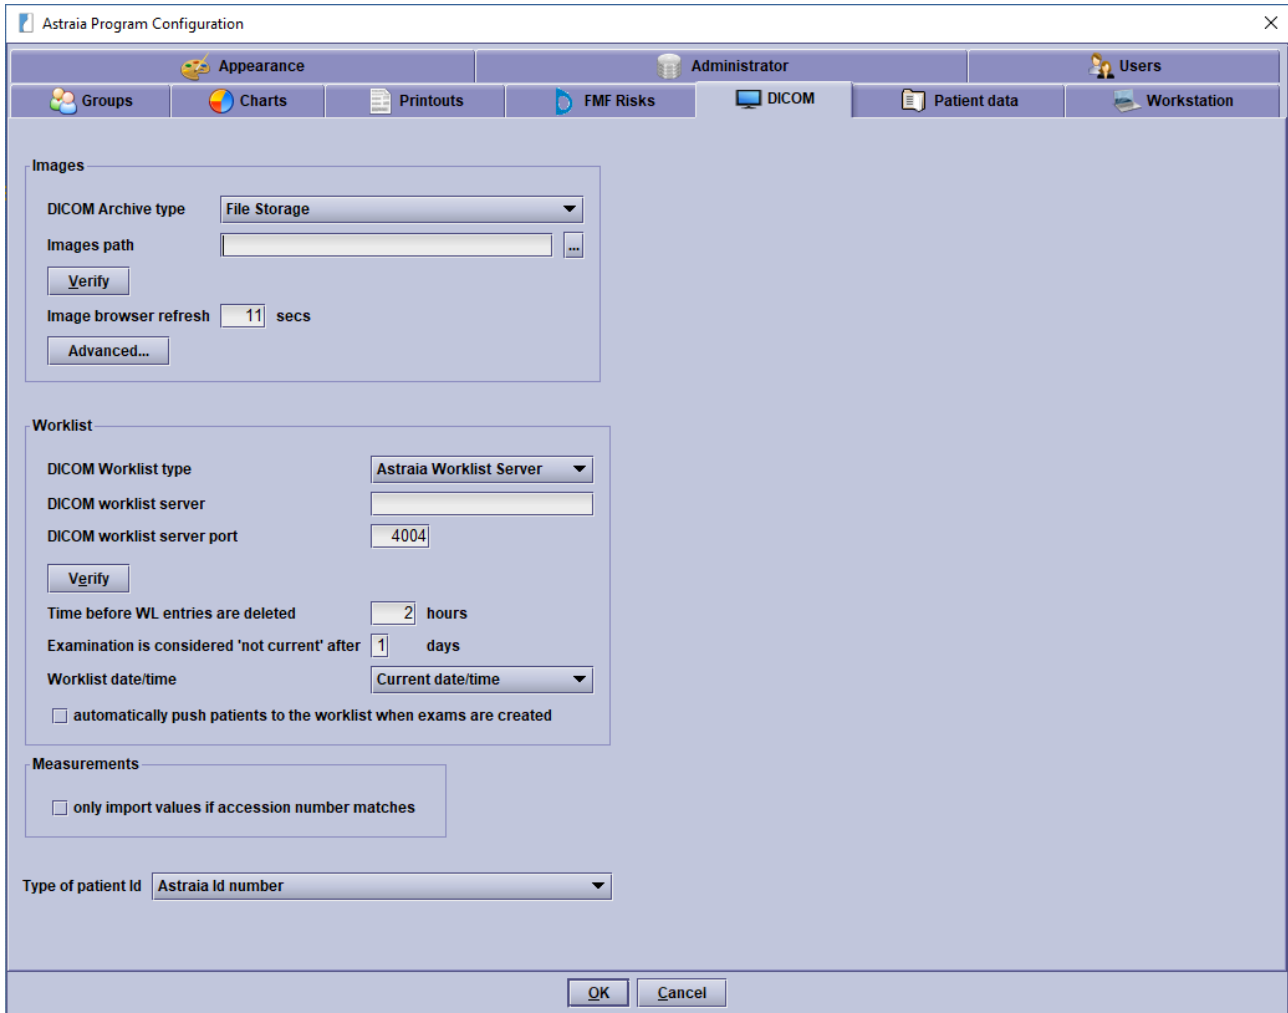 Astraia Program Configuration
Appearance Administrator Users
Groups Charts Printouts FMF Risks DICOM Patient data Workstation
Images
DICOM Archive type File Storage
Images path ...
Verify
Image browser refresh 11 secs
Advanced...
Worklist
DICOM Worklist type Astraia Worklist Server
DICOM worklist server
DICOM worklist server port 4004
Verify
Time before WL entries are deleted 2 hours
Examination is considered 'not current' after 1 days
Worklist date/time Current date/time
automatically push patients to the worklist when exams are created
Measurements
only import values if accession number matches
Type of patient Id Astraia Id number
OK Cancel